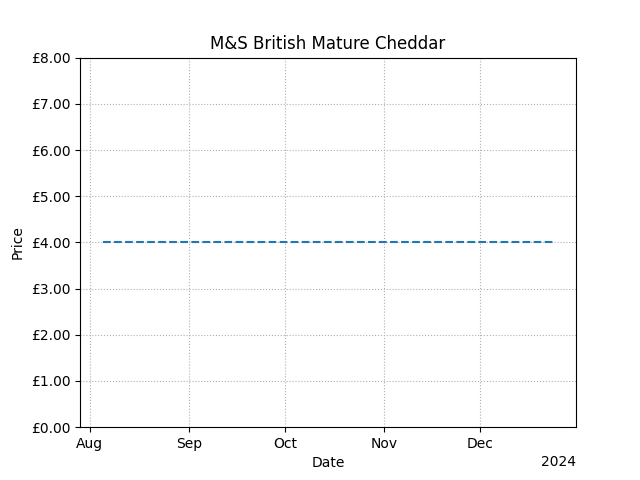 M&S British Mature Cheddar
£8.00
£7.00
£6.00
£5.00
£4.00
£3.00
£2.00
£1.00
£0.00
Price
Aug Sep Oct Nov Dec
Date
2024